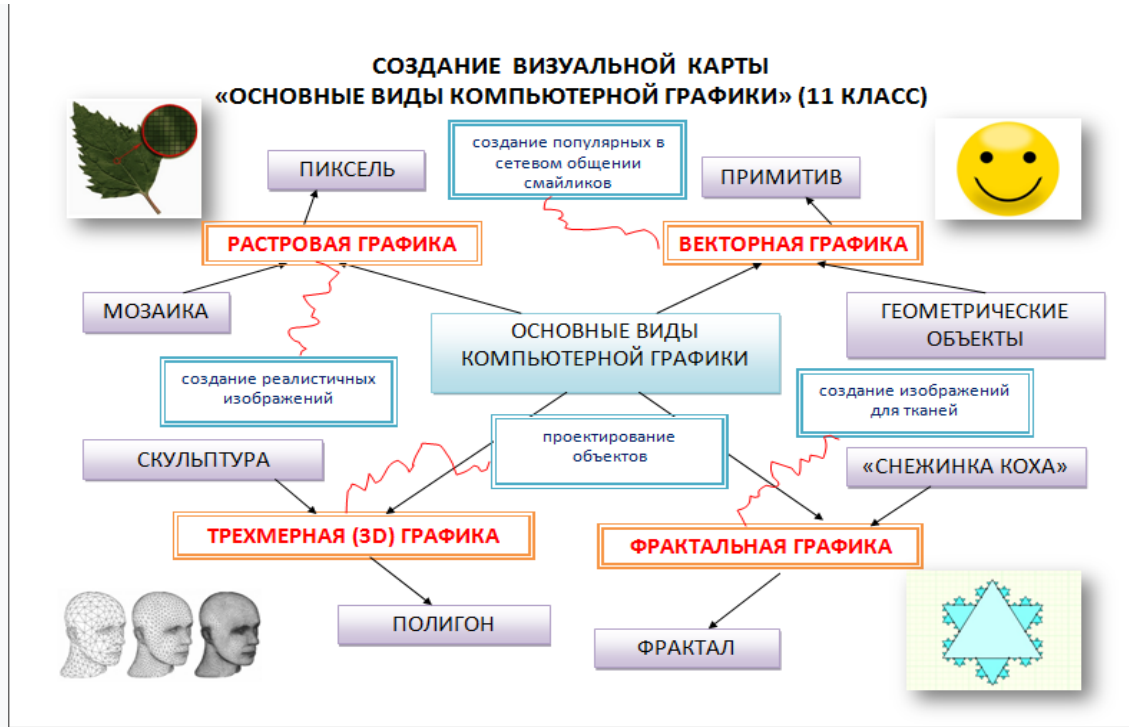 СОЗДАНИЕ ВИЗУАЛЬНОЙ КАРТЫ
«ОСНОВНЫЕ ВИДЫ КОМПЬЮТЕРНОЙ ГРАФИКИ» (11 КЛАСС)
создание популярных в
сетевом общении
смайликов
ПИКСЕЛЬ
ПРИМИТИВ
РАСТРОВАЯ ГРАФИКА
ВЕКТОРНАЯ ГРАФИКА
МОЗАИКА
ГЕОМЕТРИЧЕСКИЕ
ОБЪЕКТЫ
ОСНОВНЫЕ ВИДЫ
КОМПЬЮТЕРНОЙ ГРАФИКИ
создание реалистичных
изображений
создание изображений
для тканей
проектирование
объектов
СКУЛЬПТУРА
«СНЕЖИНКА КОХА»
ТРЕХМЕРНАЯ (3D) ГРАФИКА
ФРАКТАЛЬНАЯ ГРАФИКА
ПОЛИГОН
ФРАКТАЛ